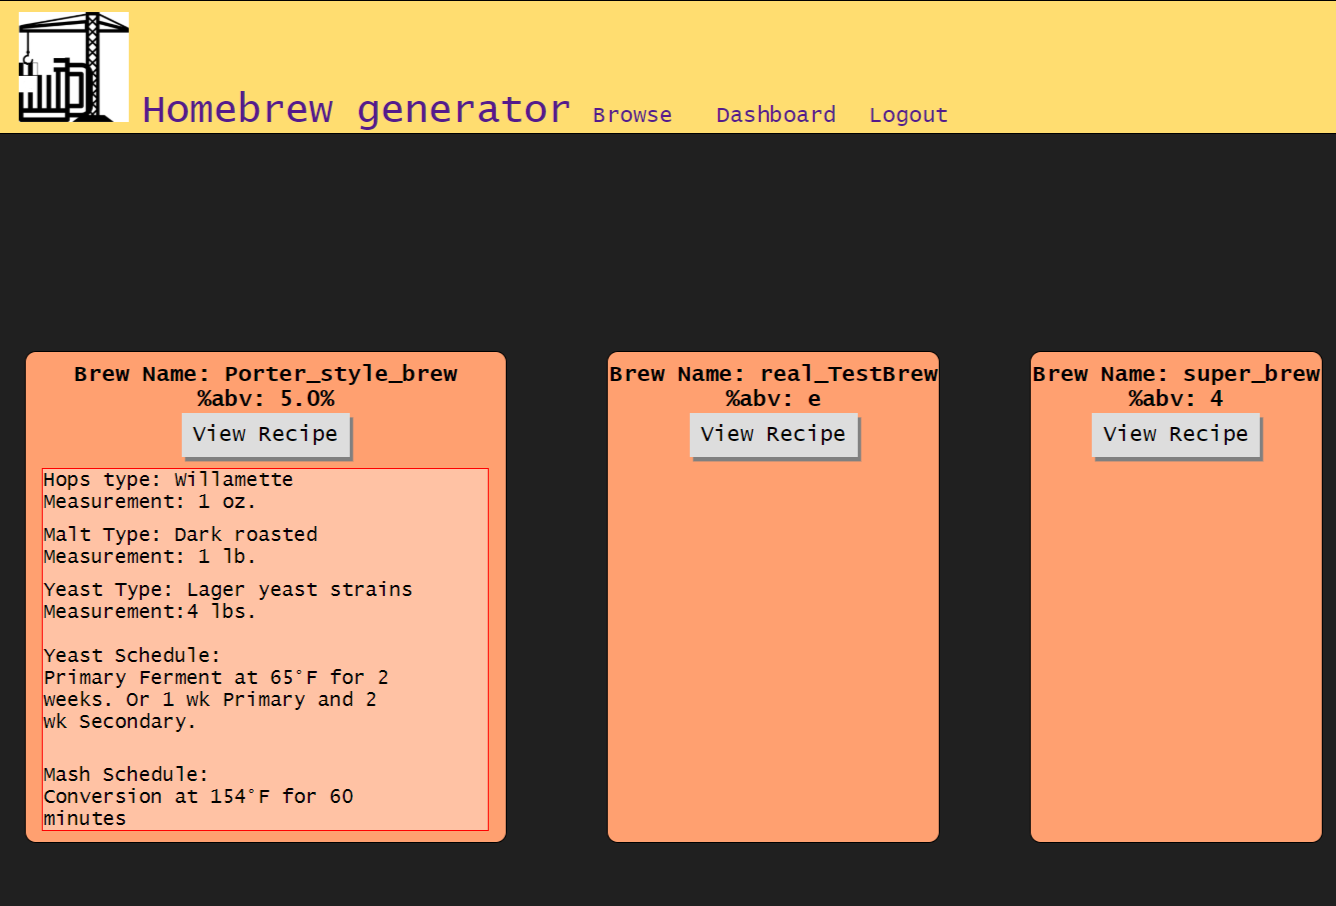 Homebrew generator Browse Dashboard Logout
Brew Name: Porter_style_brew
%abv: 5.0%
View Recipe
Hops type: Willamette
Measurement: 1 oz.
Malt Type: Dark roasted
Measurement: 1 lb.
Yeast Type: Lager yeast strains
Measurement:4 lbs.
Yeast Schedule:
Primary Ferment at 65°F for 2
weeks. Or 1 wk Primary and 2
wk Secondary.
Mash Schedule:
Conversion at 154°F for 60
minutes
Brew Name: real_TestBrew
%abv: e
View Recipe
Brew Name: super_brew
%abv: 4
View Recipe